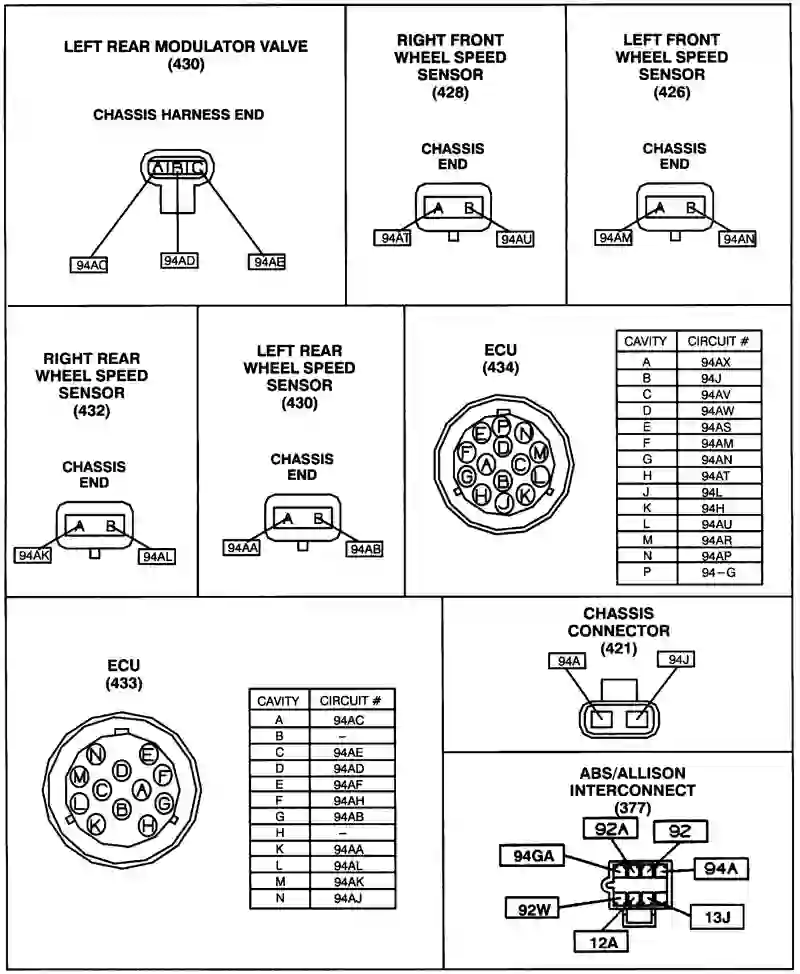 LEFT REAR MODULATOR VALVE
(430)
CHASSIS HARNESS END
A B C
94AC
94AD
94AE
RIGHT FRONT
WHEEL SPEED
SENSOR
(428)
CHASSIS
END
A B
94AT
94AU
LEFT FRONT
WHEEL SPEED
SENSOR
(426)
CHASSIS
END
A B
94AM
94AN
RIGHT REAR
WHEEL SPEED
SENSOR
(432)
CHASSIS
END
A B
94AK
94AL
LEFT REAR
WHEEL SPEED
SENSOR
(430)
CHASSIS
END
A B
94AA
94AB
ECU
(434)
E P N
F D M
A C
G B L
H J K
CAVITY CIRCUIT #
A 94AX
B 94J
C 94AV
D 94AW
E 94AS
F 94AM
G 94AN
H 94AT
J 94L
K 94H
L 94AU
M 94AR
N 94AP
P 94-G
ECU
(433)
N E
M D F
C A
L B G
K H
CAVITY CIRCUIT #
A 94AC
B -
C 94AE
D 94AD
E 94AF
F 94AH
G 94AB
H -
K 94AA
L 94AL
M 94AK
N 94AJ
CHASSIS
CONNECTOR
(421)
94A
94J
ABS/ALLISON
INTERCONNECT
(377)
92A
92
94GA
94A
92W
13J
12A